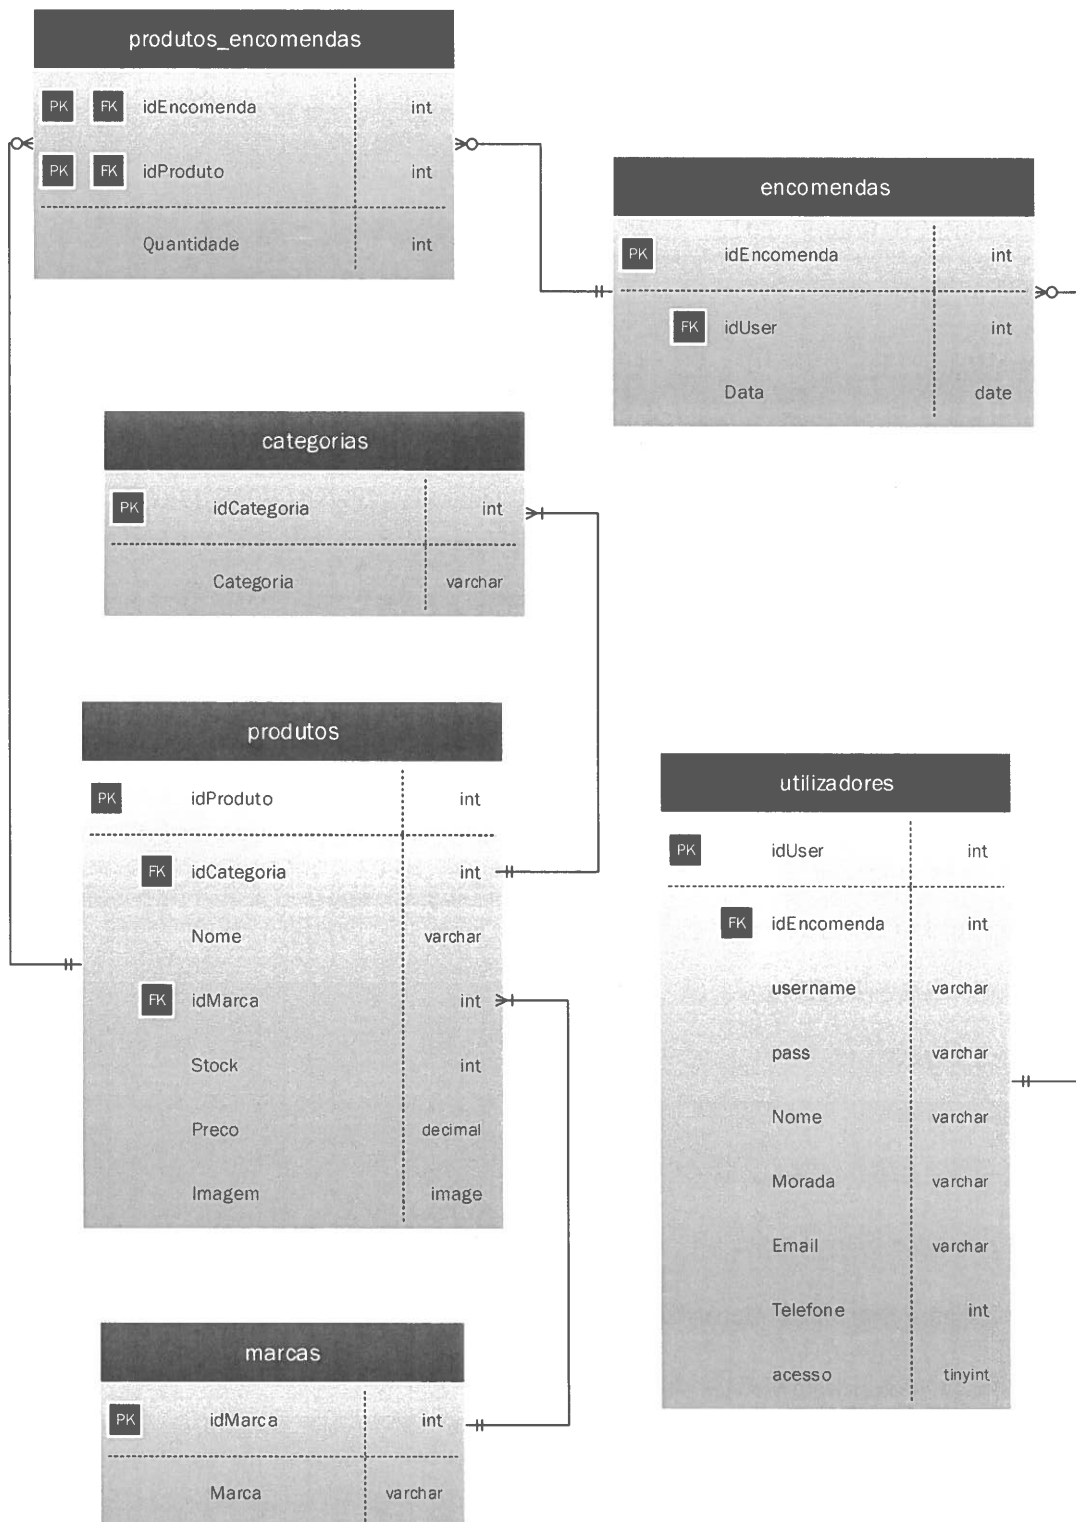 produtos_encomendas
PK FK idEncomenda int
PK FK idProduto int
Quantidade int
encomendas
PK idEncomenda int
FK idUser int
Data date
categorias
PK idCategoria int
Categoria varchar
produtos
PK idProduto int
FK idCategoria int
Nome varchar
FK idMarca int
Stock int
Preco decimal
Imagem image
utilizadores
PK idUser int
FK idEncomenda int
username varchar
pass varchar
Nome varchar
Morada varchar
Email varchar
Telefone int
acesso tinyint
marcas
PK idMarca int
Marca varchar